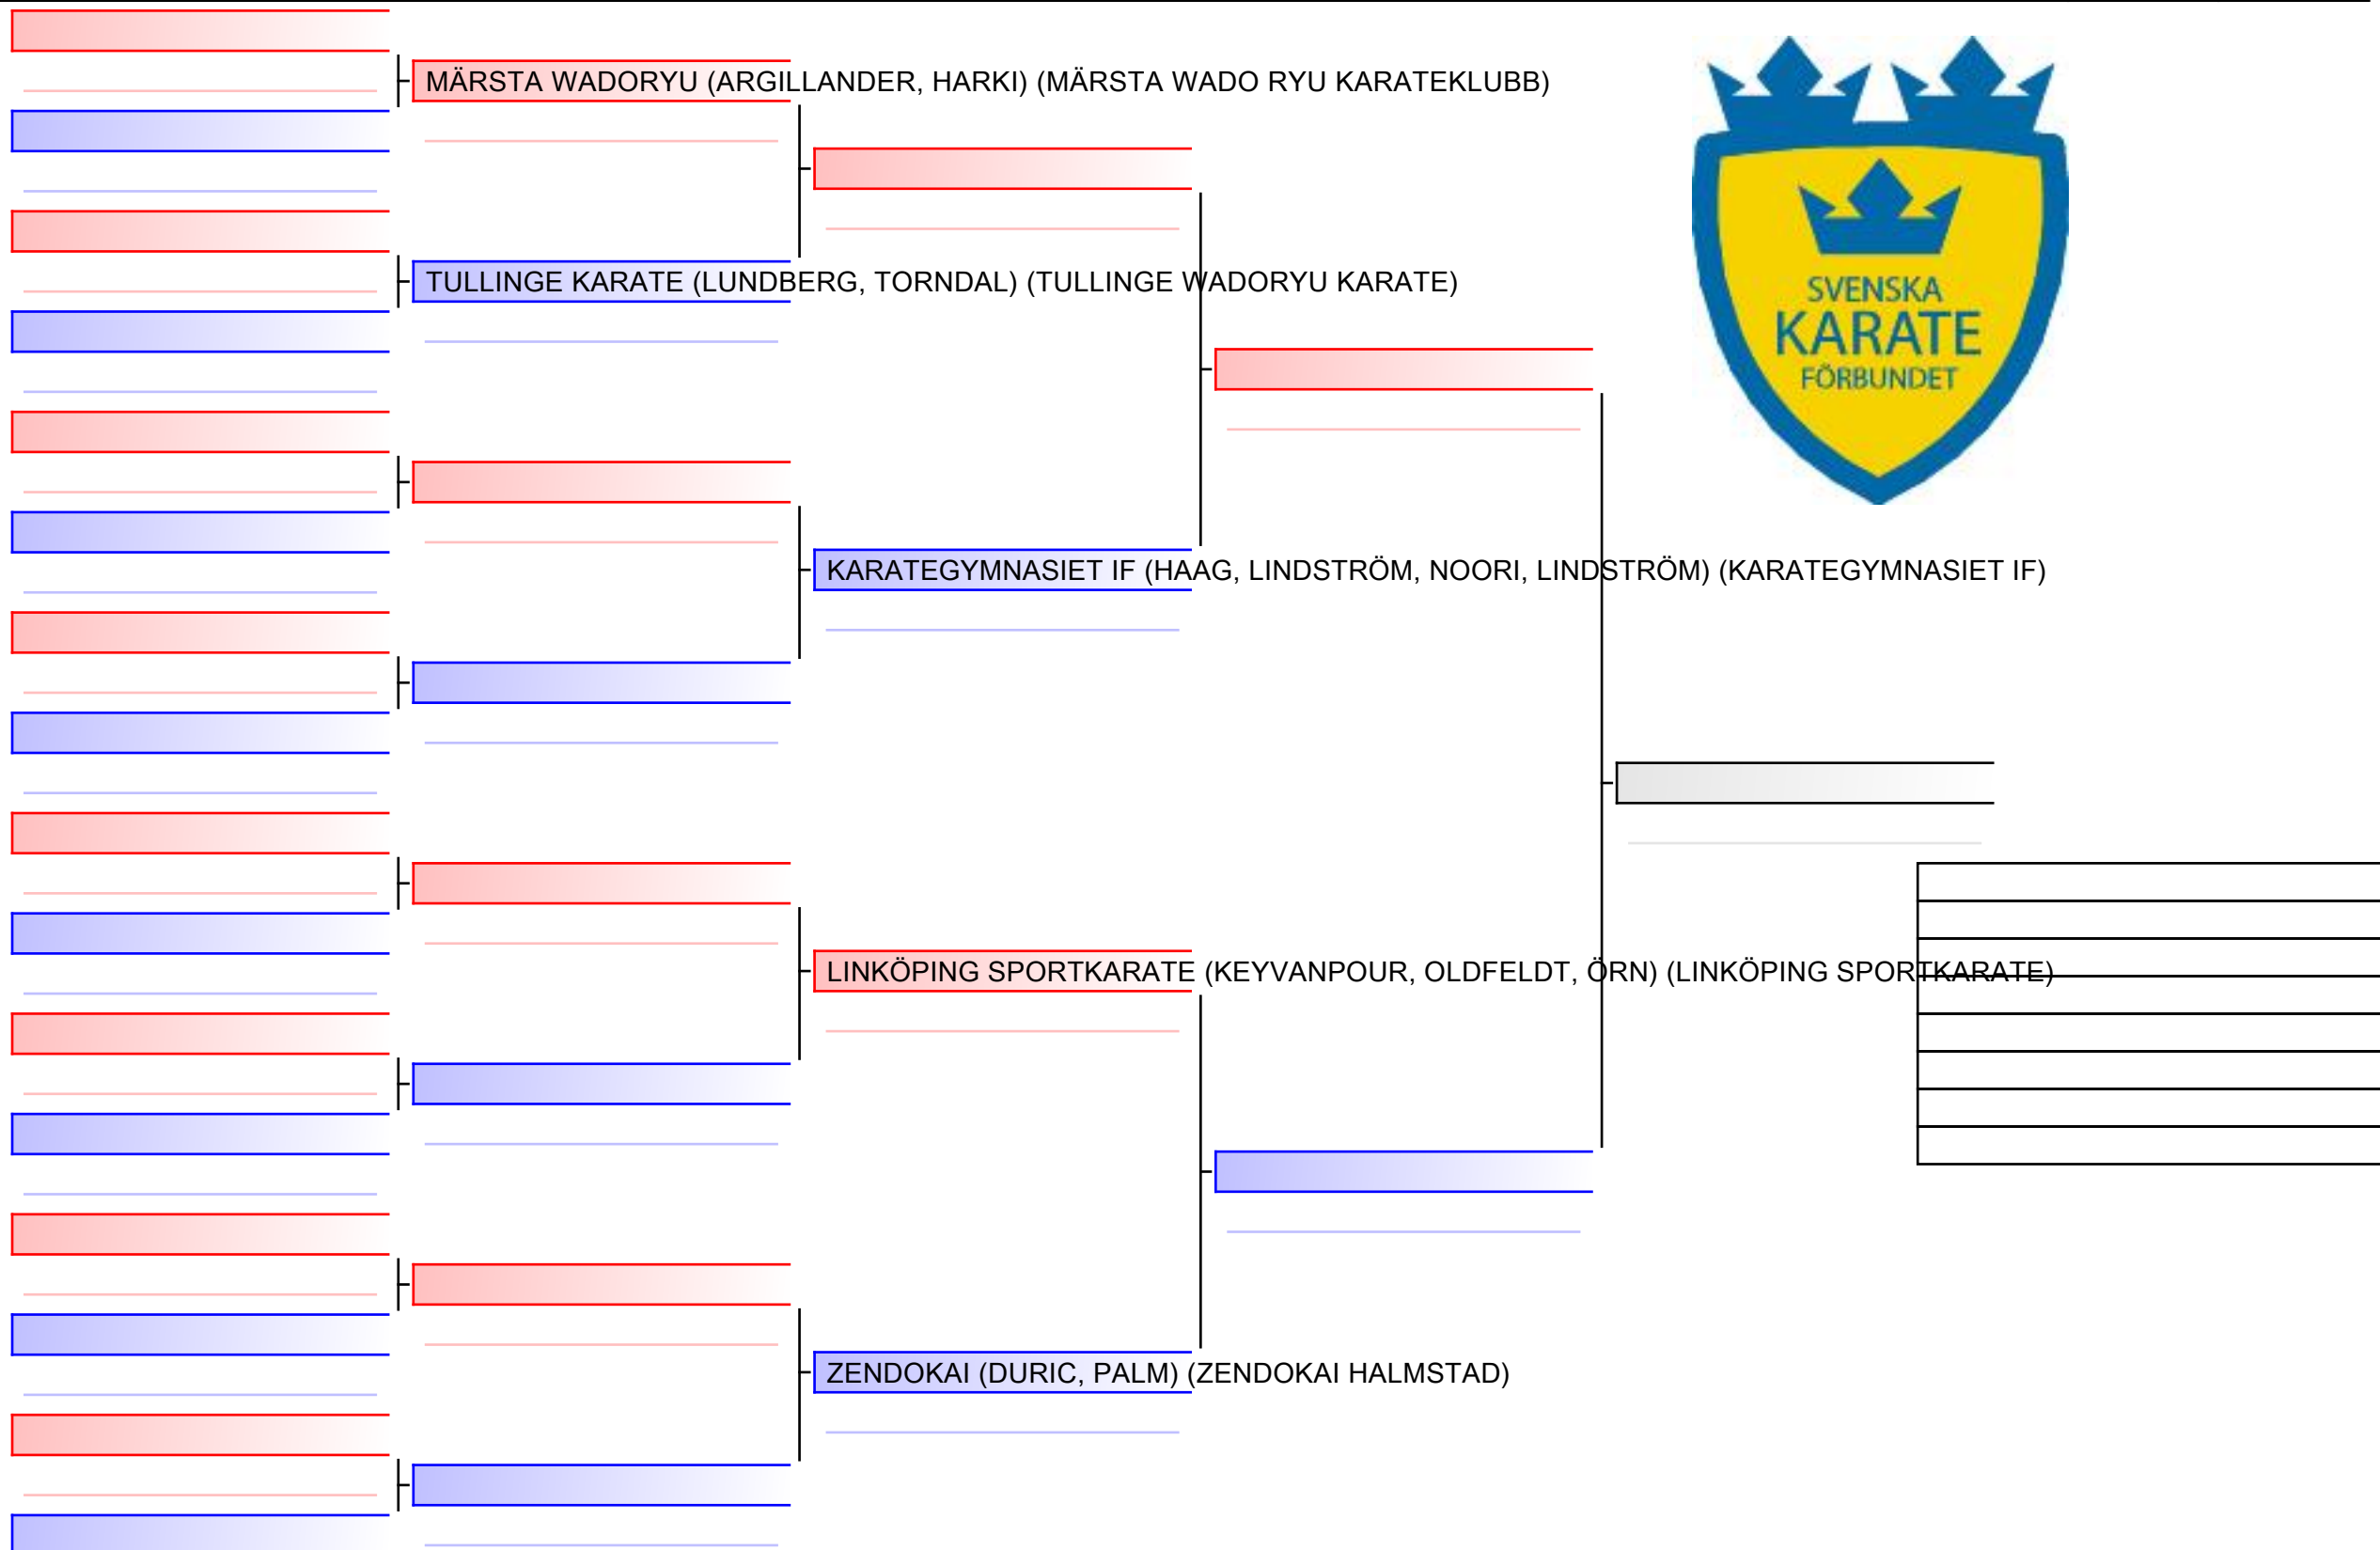 MÄRSTA WADORYU (ARGILLANDER, HARKI) (MÄRSTA WADO RYU KARATEKLUBB)
TULLINGE KARATE (LUNDBERG, TORNDAL) (TULLINGE WADORYU KARATE)
SVENSKA
KARATE
FÖRBUNDET
KARATEGYMNASIET IF (HAAG, LINDSTRÖM, NOORI, LINDSTRÖM) (KARATEGYMNASIET IF)
LINKÖPING SPORTKARATE (KEYVANPOUR, OLDFELDT, ÖRN) (LINKÖPING SPORTKARATE)
ZENDOKAI (DURIC, PALM) (ZENDOKAI HALMSTAD)